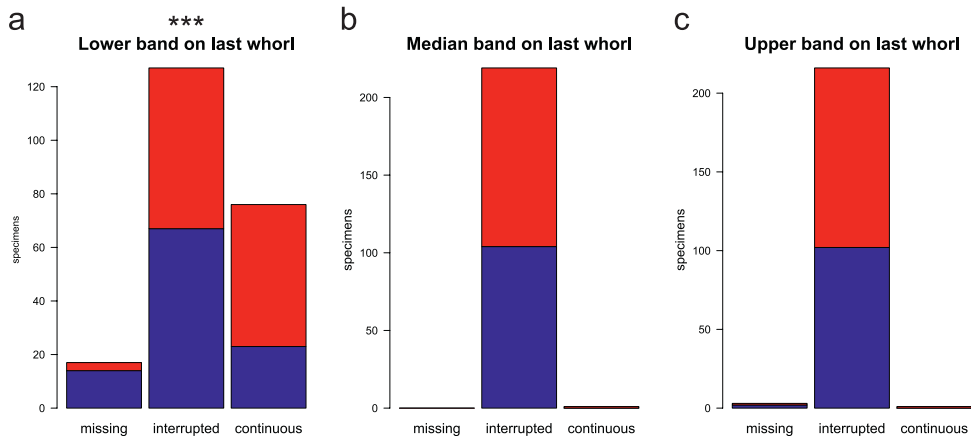 a
***
Lower band on last whorl
specimens
120
100
80
60
40
20
0
missing interrupted continuous
b
Median band on last whorl
specimens
200
150
100
50
0
missing interrupted continuous
c
Upper band on last whorl
specimens
200
150
100
50
0
missing interrupted continuous